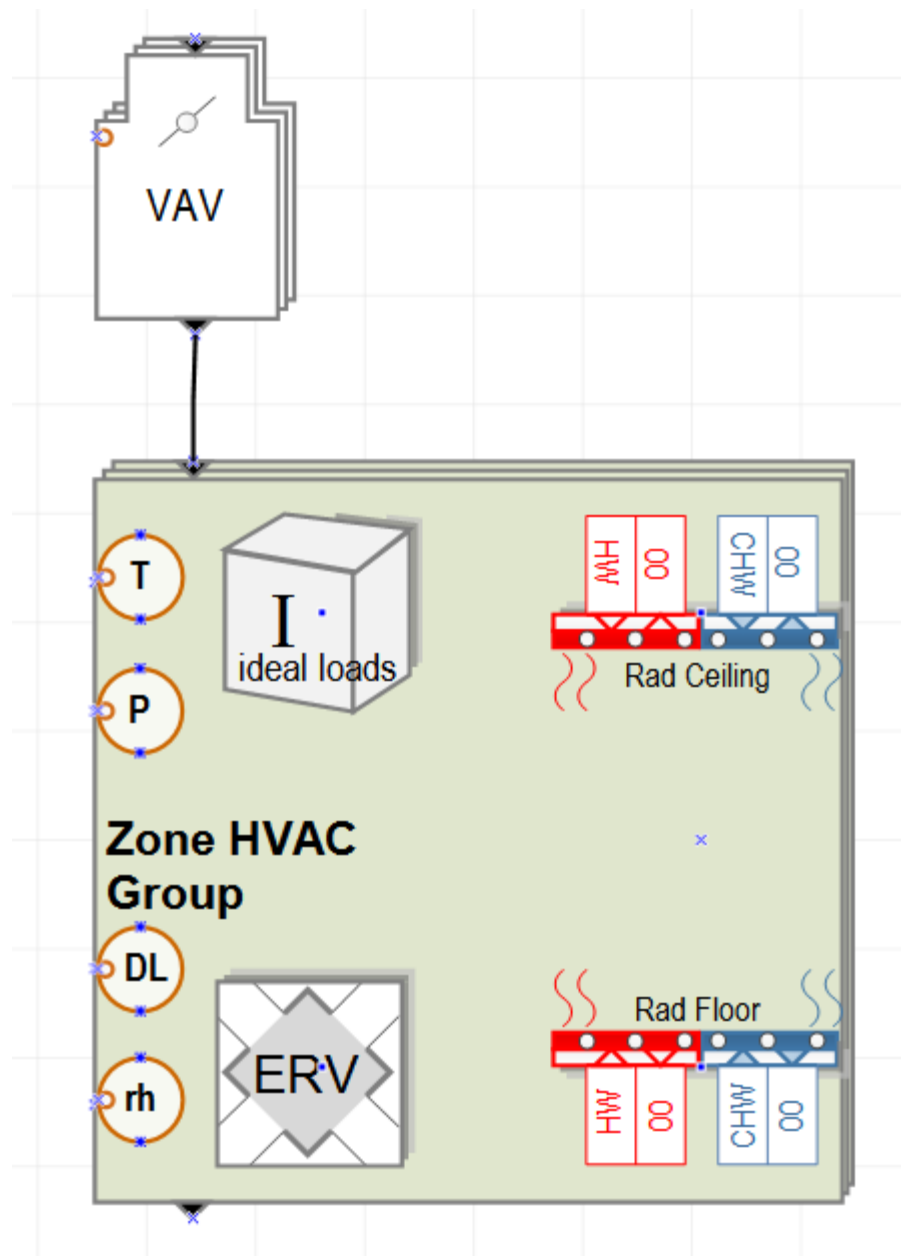 VAV
T
I
ideal loads
HW 00
CHW 00
Rad Ceiling
P
Zone HVAC
Group
DL
Rad Floor
ERV
HW 00
CHW 00
rh